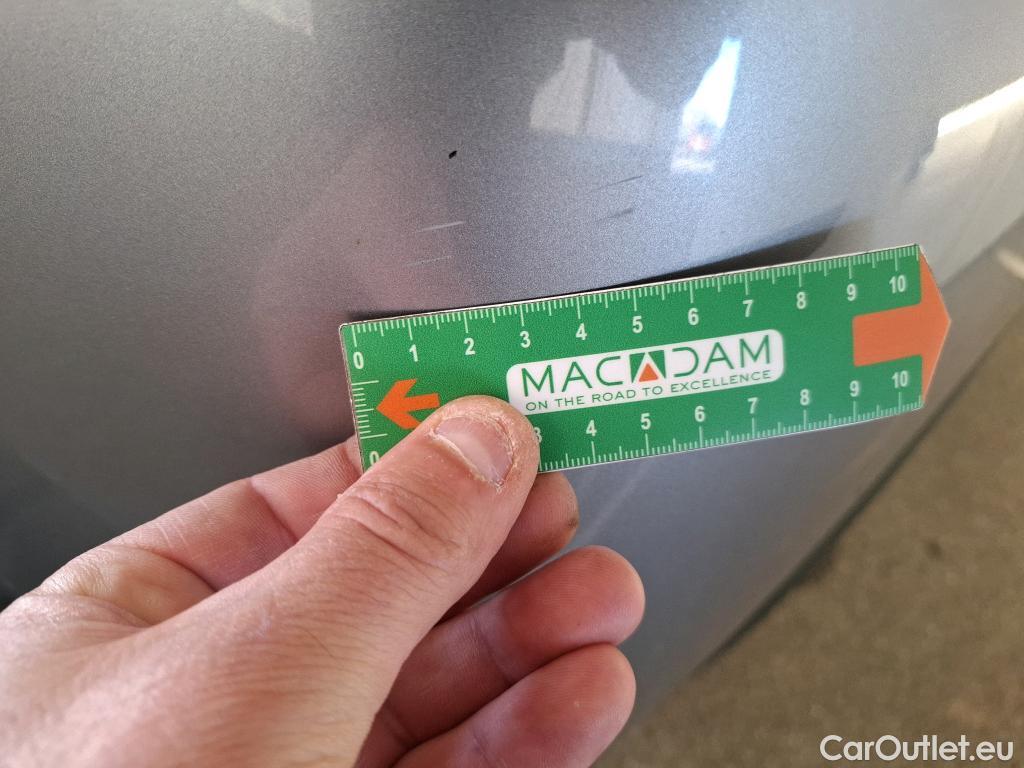 0 1 2 3 4 5 6 7 8 9 10
MACADAM
ON THE ROAD TO EXCELLENCE
0 3 4 5 6 7 8 9 10
CarOutlet.eu